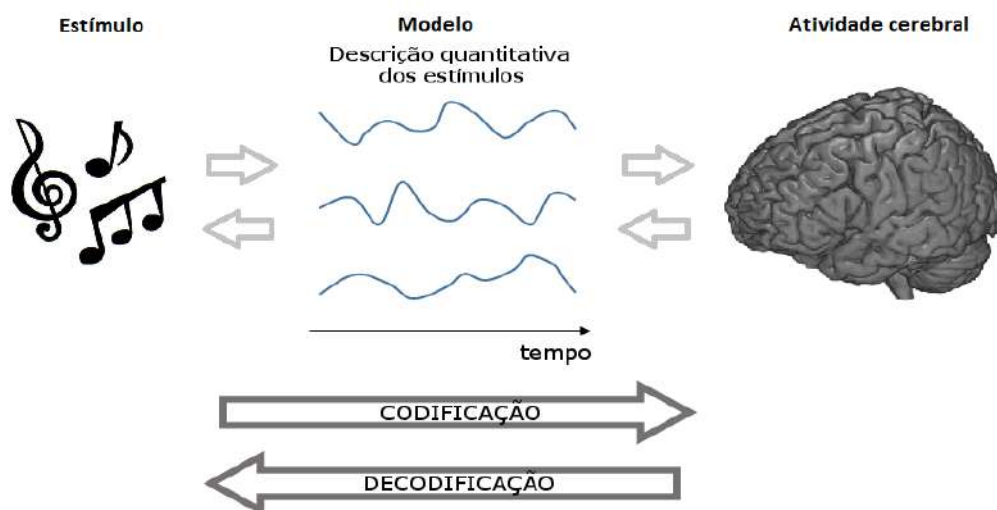 Estímulo
Modelo
Atividade cerebral
Descrição quantitativa
dos estímulos
tempo
CODIFICAÇÃO
DECODIFICAÇÃO